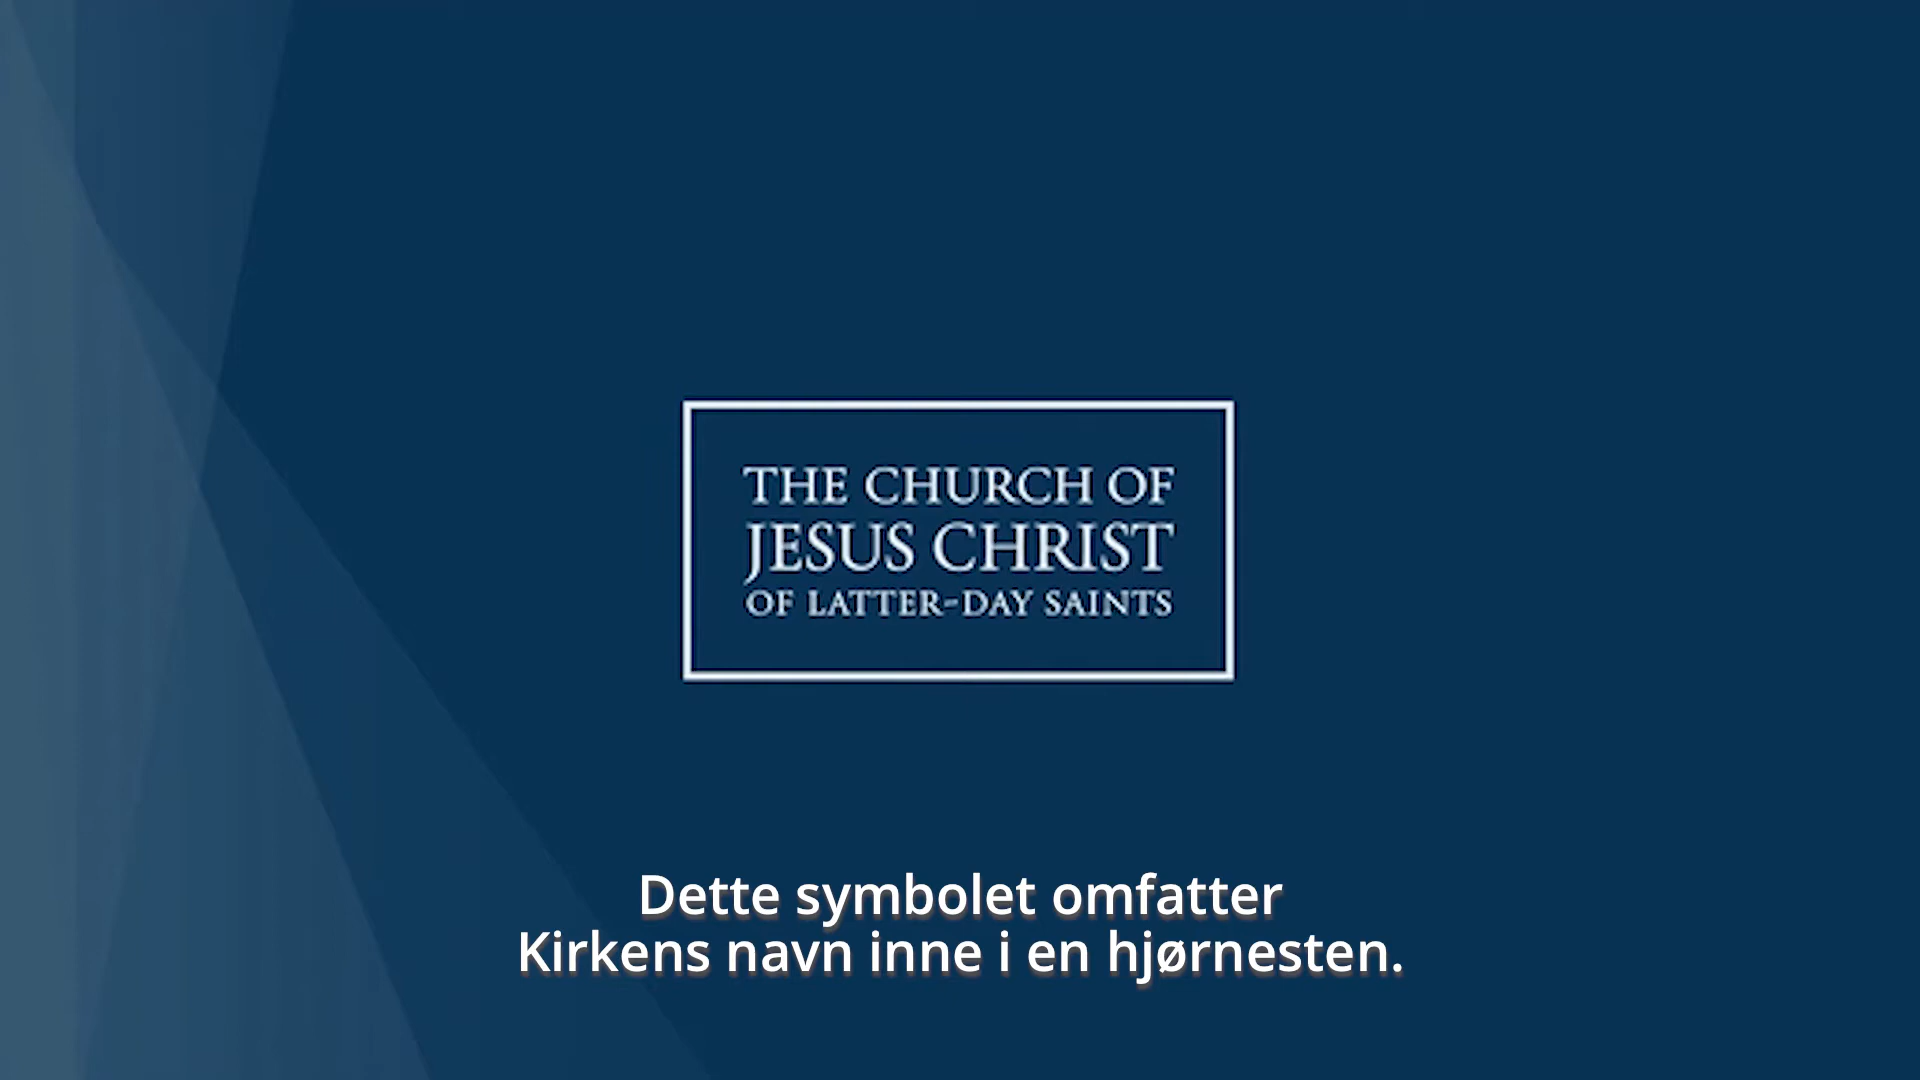 THE CHURCH OF
JESUS CHRIST
OF LATTER-DAY SAINTS
Dette symbolet omfatter
Kirkens navn inne i en hjørnesten.